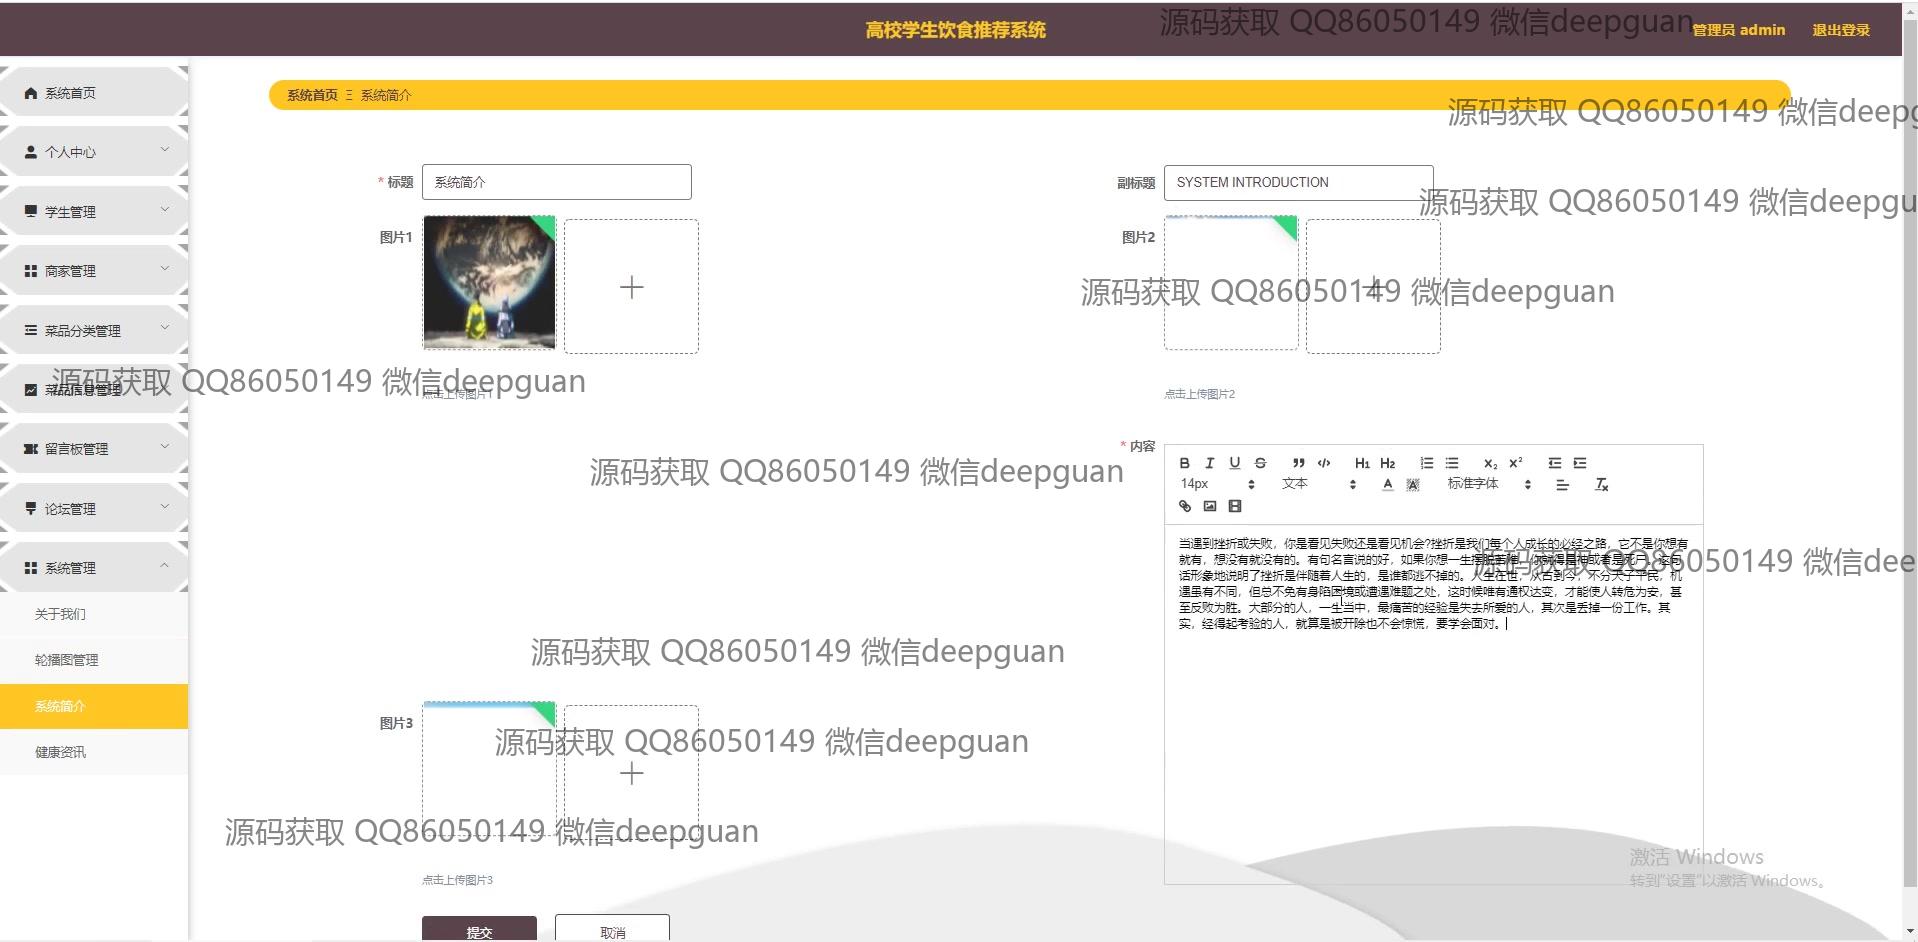 高校学生饮食推荐系统
源码获取 QQ86050149 微信deepguan
管理员 admin
退出登录
系统首页
个人中心
学生管理
商家管理
菜品分类管理
菜品信息管理
留言板管理
论坛管理
系统管理
关于我们
轮播图管理
系统简介
健康资讯
系统首页 Ξ 系统简介
源码获取 QQ86050149 微信deepg
* 标题
系统简介
副标题
SYSTEM INTRODUCTION
源码获取 QQ86050149 微信deepgu
图片1
图片2
源码获取 QQ86050149 微信deepguan
源码获取 QQ86050149 微信deepguan
点击上传图片1
点击上传图片2
* 内容
源码获取 QQ86050149 微信deepguan
B I U S ” </> H1 H2 X₂ X²
14px 文本 A A 标准字体 Tx
当遇到挫折或失败，你是看见失败还是看见机会?挫折是我们每个人成长的必经之路，它不是你想有
就有，想没有就没有的。有句名言说的好，如果你想一生摆脱苦难，你就得是神或者是死尸。这句
话形象地说明了挫折是伴随着人生的，是谁都逃不掉的。人生在世，从古到今，不分天子平民，机
遇虽有不同，但总不免有身陷困境或遭遇难题之处，这时候唯有通权达变，才能使人转危为安，甚
至反败为胜。大部分的人，一生当中，最痛苦的经验是失去所爱的人，其次是丢掉一份工作。其
实，经得起考验的人，就算是被开除也不会惊慌，要学会面对。
源码获取 QQ86050149 微信deepg
源码获取 QQ86050149 微信deepguan
图片3
源码获取 QQ86050149 微信deepguan
源码获取 QQ86050149 微信deepguan
点击上传图片3
提交
取消
激活 Windows
转到"设置"以激活 Windows。